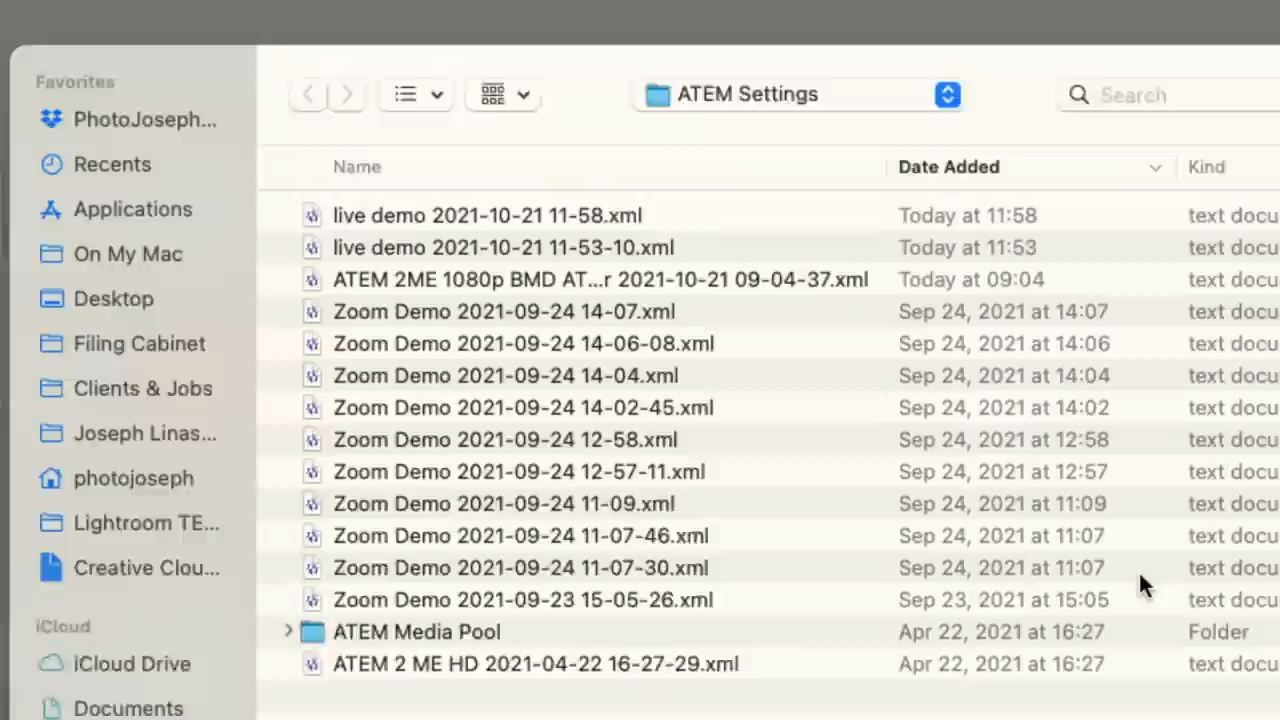 Favorites
PhotoJoseph...
Recents
Applications
On My Mac
Desktop
Filing Cabinet
Clients & Jobs
Joseph Linas...
photojoseph
Lightroom TE...
Creative Clou...
iCloud
iCloud Drive
Documents
ATEM Settings
Search
Name Date Added Kind
live demo 2021-10-21 11-58.xml Today at 11:58 text docu
live demo 2021-10-21 11-53-10.xml Today at 11:53 text docu
ATEM 2ME 1080p BMD AT...r 2021-10-21 09-04-37.xml Today at 09:04 text docu
Zoom Demo 2021-09-24 14-07.xml Sep 24, 2021 at 14:07 text docu
Zoom Demo 2021-09-24 14-06-08.xml Sep 24, 2021 at 14:06 text docu
Zoom Demo 2021-09-24 14-04.xml Sep 24, 2021 at 14:04 text docu
Zoom Demo 2021-09-24 14-02-45.xml Sep 24, 2021 at 14:02 text docu
Zoom Demo 2021-09-24 12-58.xml Sep 24, 2021 at 12:58 text docu
Zoom Demo 2021-09-24 12-57-11.xml Sep 24, 2021 at 12:57 text docu
Zoom Demo 2021-09-24 11-09.xml Sep 24, 2021 at 11:09 text docu
Zoom Demo 2021-09-24 11-07-46.xml Sep 24, 2021 at 11:07 text docu
Zoom Demo 2021-09-24 11-07-30.xml Sep 24, 2021 at 11:07 text docu
Zoom Demo 2021-09-23 15-05-26.xml Sep 23, 2021 at 15:05 text docu
ATEM Media Pool Apr 22, 2021 at 16:27 Folder
ATEM 2 ME HD 2021-04-22 16-27-29.xml Apr 22, 2021 at 16:27 text docu